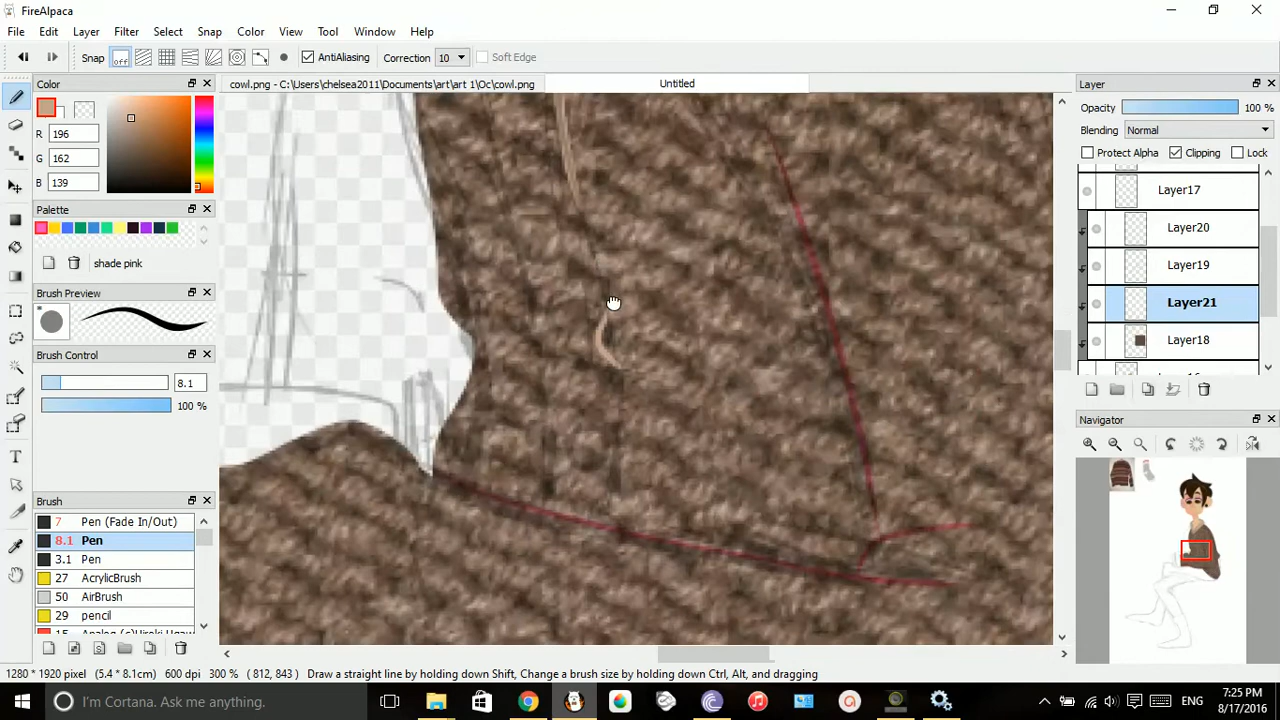 FireAlpaca
File Edit View Layer Filter Select Snap Color View Tool Window Help
Snap off AntiAliasing Correction 10 Soft Edge
Color
cowl.png - C:\Users\chelsea2011\Documents\art\art 1\Oc\cowl.png
Untitled
Layer
R 196
G 162
B 139
Opacity 100 %
Blending Normal
Protect Alpha Clipping Lock
Layer17
Layer20
Layer19
Layer21
Layer18
Palette
shade pink
Brush Preview
Brush Control
8.1
100 %
Navigator
Brush
7 Pen (Fade In/Out)
8.1 Pen
3.1 Pen
27 AcrylicBrush
50 AirBrush
29 pencil
1280 * 1920 pixel (5.4 * 8.1cm) 600 dpi 300 % ( 812, 843 ) Draw a straight line by holding down Shift, Change a brush size by holding down Ctrl, Alt, and dragging
I'm Cortana. Ask me anything.
ENG
7:25 PM
8/17/2016